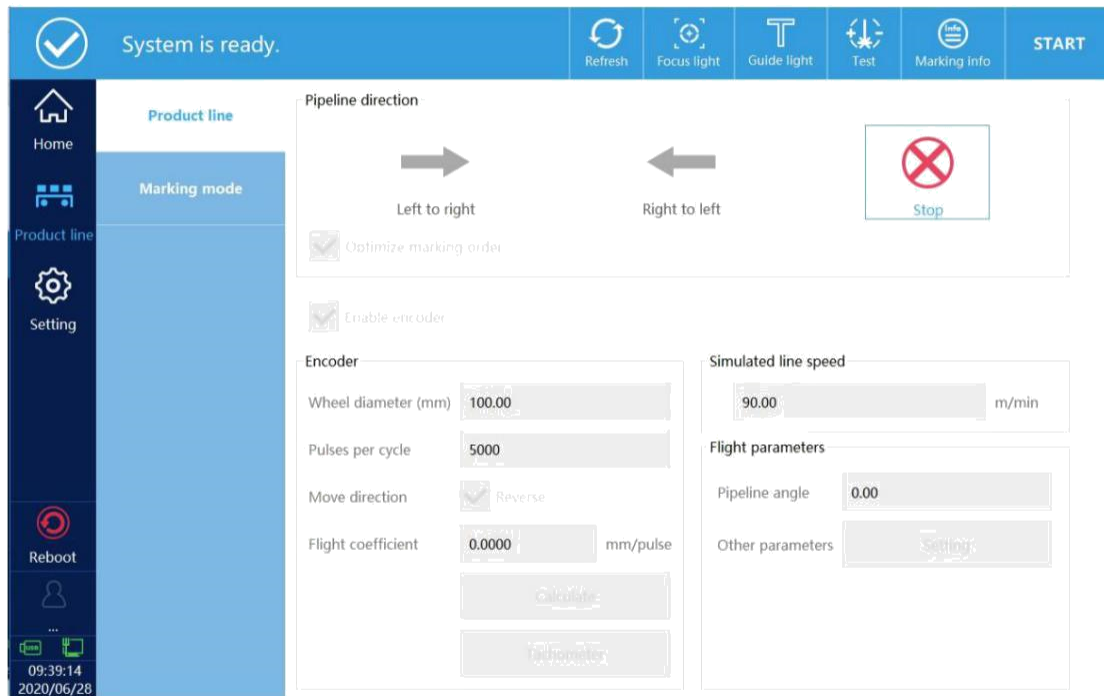 System is ready.
Refresh
Focus light
Guide light
Test
Info
Marking info
START
Home
Product line
Setting
Reboot
...
USB
09:39:14
2020/06/28
Product line
Marking mode
Pipeline direction
Left to right
Right to left
Stop
Optimize marking order
Enable encoder
Encoder
Wheel diameter (mm) 100.00
Pulses per cycle 5000
Move direction Reverse
Flight coefficient 0.0000 mm/pulse
Calculate
Tachometer
Simulated line speed
90.00 m/min
Flight parameters
Pipeline angle 0.00
Other parameters Setting